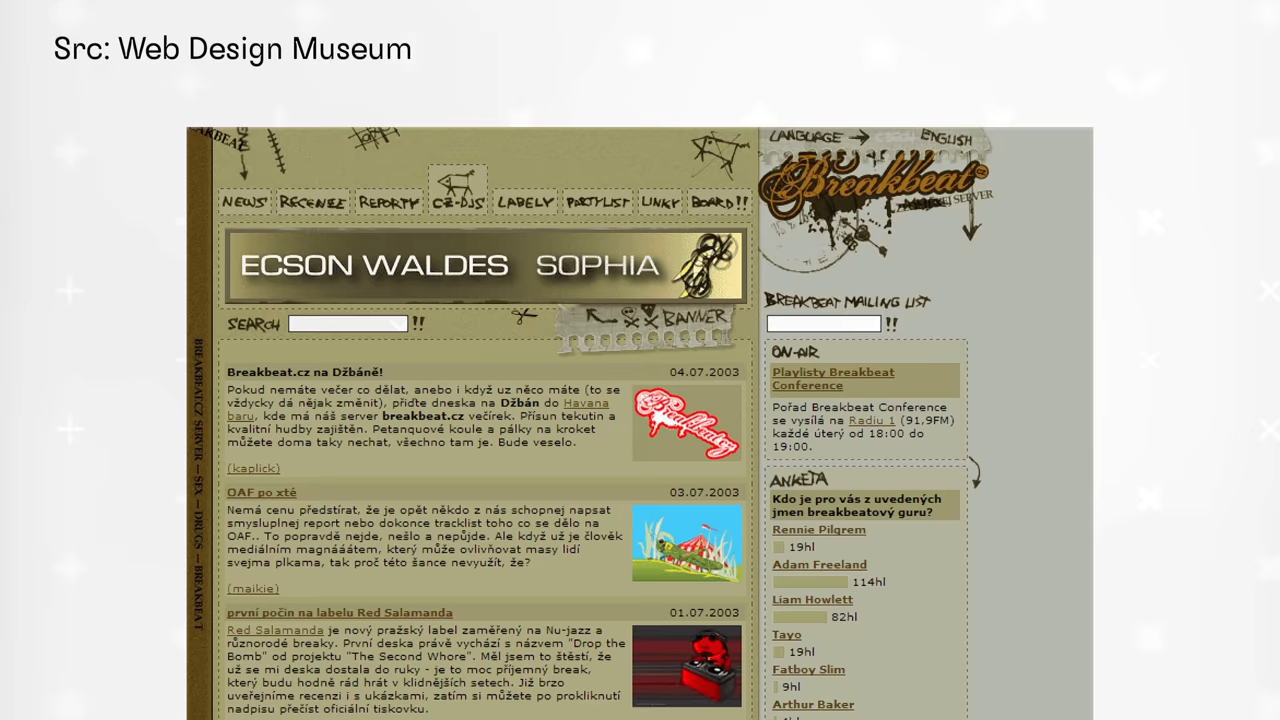 Src: Web Design Museum
LANGUAGE ENGLISH
Breakbeat
NEWS RECENZE REPORTY CZ-DJS LABELY PARTYLIST LINKY BOARD!!
ECSON WALDES SOPHIA
BREAKBEAT MAILING LIST
SEARCH !! BANNER
!!
ON-AIR
Playlisty Breakbeat
Conference
Pořad Breakbeat Conference
se vysílá na Radiu 1 (91,9FM)
každé úterý od 18:00 do
19:00.
Breakbeat.cz na Džbáně! 04.07.2003
Pokud nemáte večer co dělat, anebo i když uz něco máte (to se
vždycky dá nějak změnit), přiďte dneska na Džbán do Havana
baru, kde má náš server breakbeat.cz večírek. Přísun tekutin a
kvalitní hudby zajištěn. Petanquové koule a pálky na kroket
můžete doma taky nechat, všechno tam je. Bude veselo.
(kaplick)
OAF po xté 03.07.2003
Nemá cenu předstírat, že je opět někdo z nás schopnej napsat
smysluplnej report nebo dokonce tracklist toho co se dělo na
OAF.. To popravdě nejde, nešlo a nepůjde. Ale když už je člověk
mediálním magnááátem, který může ovlivňovat masy lidí
svejma plkama, tak proč této šance nevyužít, že?
(maikie)
první počin na labelu Red Salamanda 01.07.2003
Red Salamanda je nový pražský label zaměřený na Nu-jazz a
různorodé breaky. První deska právě vychází s názvem "Drop the
Bomb" od projektu "The Second Whore". Měl jsem to štěstí, že
už se mi deska dostala do ruky - je to moc příjemný break,
který budu hodně rád hrát v klidnějších setech. Již brzo
uveřejníme recenzi i s ukázkami, zatím si můžete po prokliknutí
nadpisu přečíst oficiální tiskovku.
ANKETA
Kdo je pro vás z uvedených
jmen breakbeatový guru?
Rennie Pilgrem
19hl
Adam Freeland
114hl
Liam Howlett
82hl
Tayo
19hl
Fatboy Slim
9hl
Arthur Baker
BREAKBEAT.CZ SERVER — SEX — DRUGS — BREAKBEAT